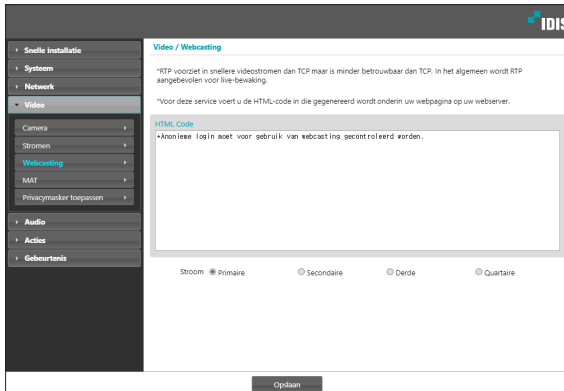 IDIS
Snelle installatie
Systeem
Netwerk
Video
Camera
Stromen
Webcasting
MAT
Privacymasker toepassen
Audio
Acties
Gebeurtenis
Video / Webcasting
*RTP voorziet in snellere videostromen dan TCP maar is minder betrouwbaar dan TCP. In het algemeen wordt RTP
aangebovolen voor live-bewaking.
*Voor deze service voert u de HTML-code in die gegenereerd wordt onderin uw webpagina op uw webserver.
HTML Code
*Anonieme login moet voor gebruik van webcasting gecontroleerd worden.
Stroom Primaire Secondaire Derde Quartaire
Opslaan